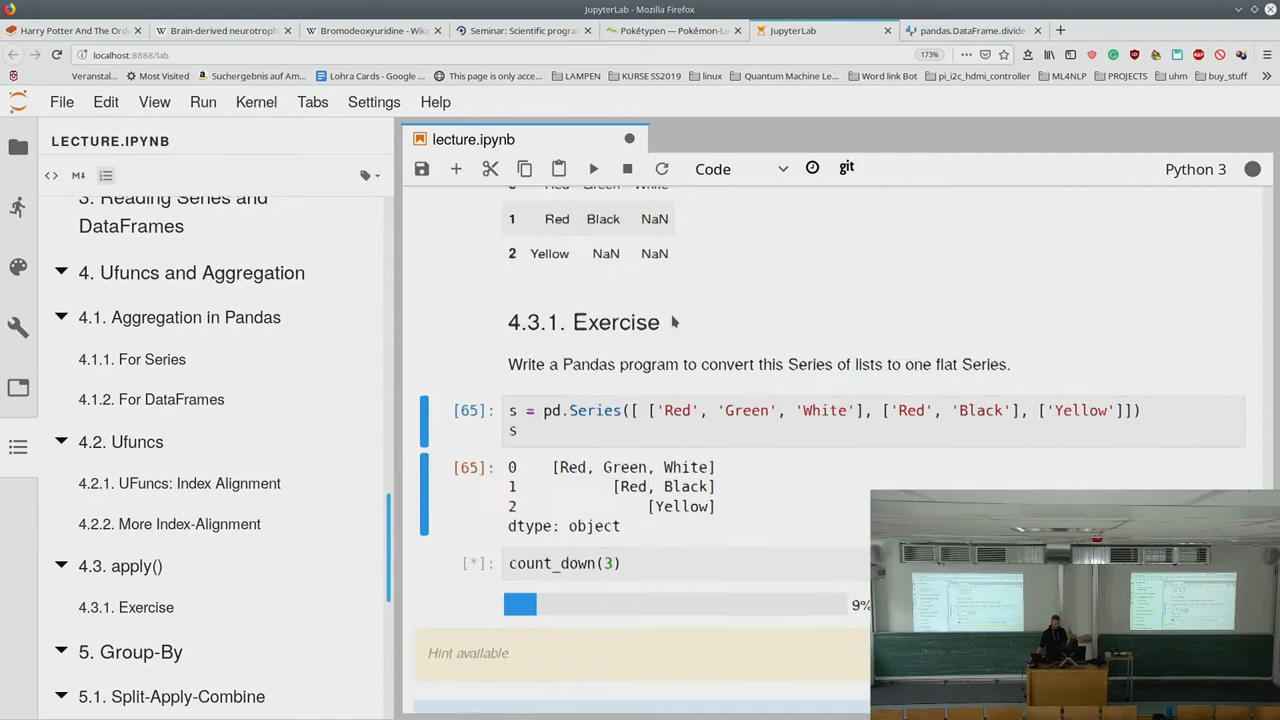 JupyterLab - Mozilla Firefox
Harry Potter And The Ord
Brain-derived neurotroph
Bromodeoxyuridine - Wiki
Seminar: Scientific progra
Pokétypen — Pokémon-Le
JupyterLab
pandas.DataFrame.divide
localhost:8888/lab
173%
Veranstal...
Most Visited
Suchergebnis auf Am...
Lohra Cards - Google ...
This page is only acce...
LAMPEN
KURSE SS2019
linux
Quantum Machine Le...
Word link Bot
pi_i2c_hdmi_controller
ML4NLP
PROJECTS
uhm
buy_stuff
File Edit View Run Kernel Tabs Settings Help
LECTURE.IPYNB
lecture.ipynb
Code
git
Python 3
3. Reading Series and
DataFrames
4. Ufuncs and Aggregation
4.1. Aggregation in Pandas
4.1.1. For Series
4.1.2. For DataFrames
4.2. Ufuncs
4.2.1. UFuncs: Index Alignment
4.2.2. More Index-Alignment
4.3. apply()
4.3.1. Exercise
5. Group-By
5.1. Split-Apply-Combine
0 Red Green White
1 Red Black NaN
2 Yellow NaN NaN
4.3.1. Exercise
Write a Pandas program to convert this Series of lists to one flat Series.
[65]: s = pd.Series([ ['Red', 'Green', 'White'], ['Red', 'Black'], ['Yellow']])
s
[65]: 0 [Red, Green, White]
1 [Red, Black]
2 [Yellow]
dtype: object
[*]: count_down(3)
9%
Hint available